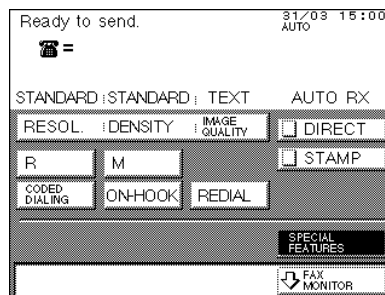 Ready to send.
31/03 15:00
AUTO
☎ =
STANDARD STANDARD TEXT AUTO RX
RESOL. DENSITY IMAGE QUALITY DIRECT
R M STAMP
CODED DIALING ON-HOOK REDIAL
SPECIAL FEATURES
FAX MONITOR